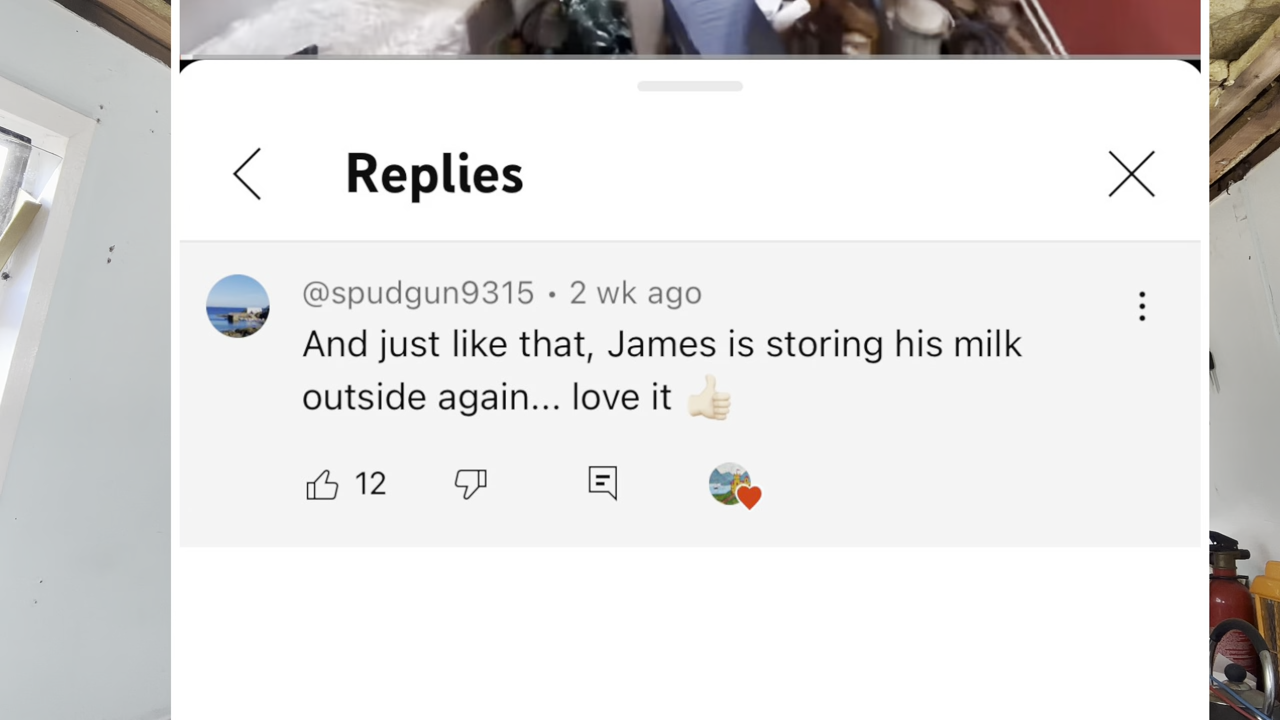 Replies
@spudgun9315 • 2 wk ago
And just like that, James is storing his milk
outside again... love it 👍🏻
12